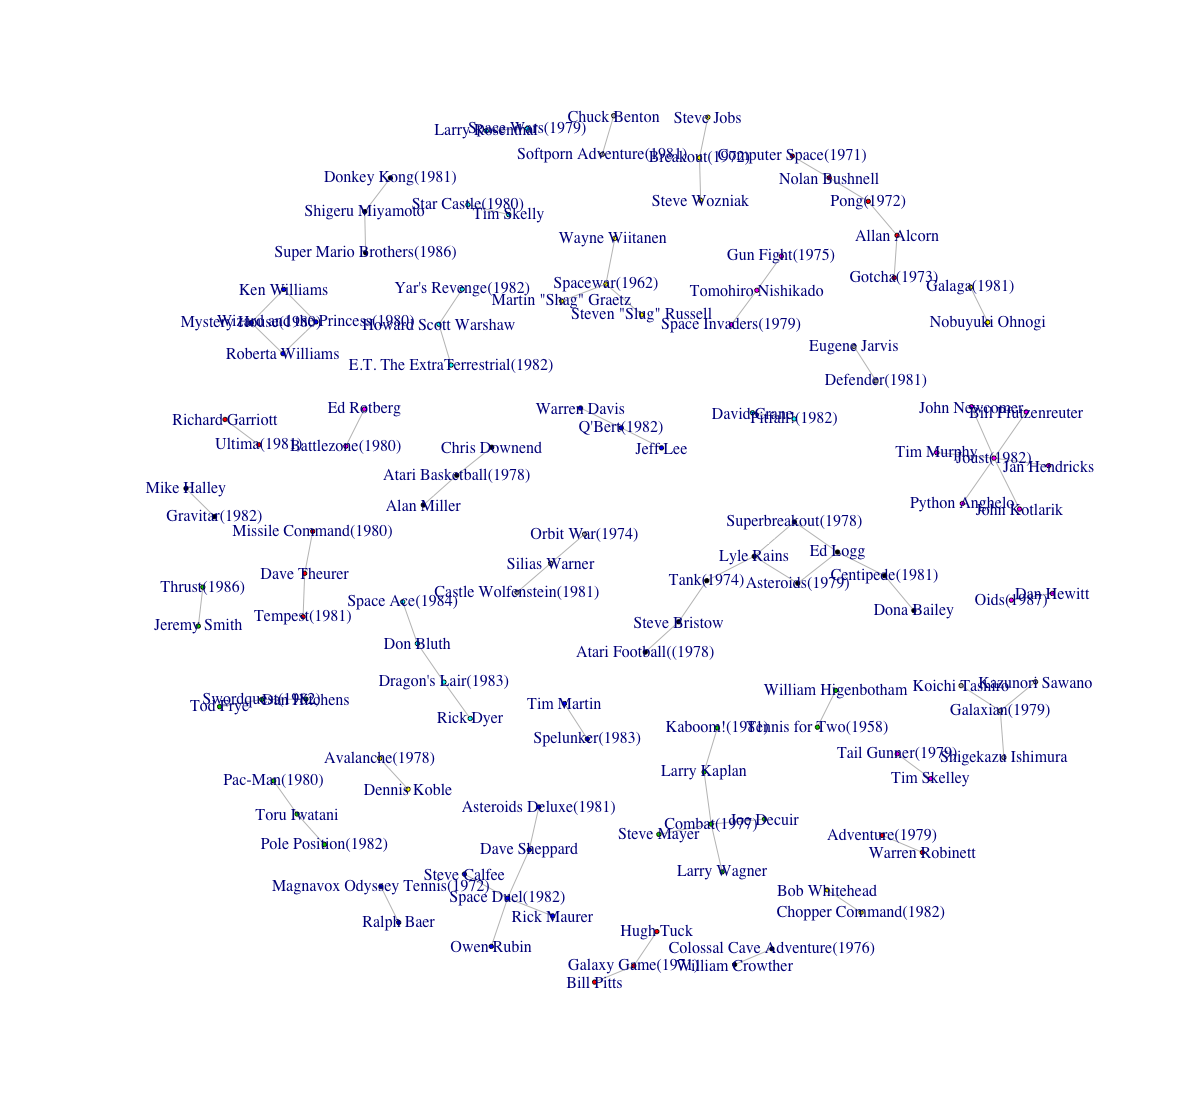 Chuck Benton
Steve Jobs
Larry Rosenthal
Space Wars(1979)
Softporn Adventure(1981)
Breakout(1972)
Computer Space(1971)
Donkey Kong(1981)
Nolan Bushnell
Star Castle(1980)
Tim Skelly
Steve Wozniak
Pong(1972)
Shigeru Miyamoto
Wayne Wiitanen
Allan Alcorn
Super Mario Brothers(1986)
Gun Fight(1975)
Gotcha(1973)
Ken Williams
Yar's Revenge(1982)
Spacewar(1962)
Tomohiro Nishikado
Galaga(1981)
Martin "Shag" Graetz
Steven "Slug" Russell
Mystery House(1980)
Wizard and the Princess(1980)
Howard Scott Warshaw
Space Invaders(1979)
Nobuyuki Ohnogi
Roberta Williams
Eugene Jarvis
E.T. The ExtraTerrestrial(1982)
Defender(1981)
Richard Garriott
Ed Rotberg
Warren Davis
David Crane
Pitfall!(1982)
John Newcomer
Bill Pfutzenreuter
Q'Bert(1982)
Ultima(1981)
Battlezone(1980)
Chris Downend
Jeff Lee
Tim Murphy
Joust(1982)
Jan Hendricks
Atari Basketball(1978)
Mike Halley
Alan Miller
Python Anghelo
John Kotlarik
Gravitar(1982)
Missile Command(1980)
Orbit War(1974)
Superbreakout(1978)
Silias Warner
Lyle Rains
Ed Logg
Dave Theurer
Thrust(1986)
Tank(1974)
Asteroids(1979)
Centipede(1981)
Castle Wolfenstein(1981)
Space Ace(1984)
Oids(1987)
Dan Hewitt
Tempest(1981)
Dona Bailey
Jeremy Smith
Steve Bristow
Don Bluth
Atari Football((1978)
Dragon's Lair(1983)
William Higenbotham
Koichi Tashiro
Kazunori Sawano
Tod Frye
Swordquest(1982)
Dan Hitchens
Tim Martin
Galaxian(1979)
Rick Dyer
Kaboom!(1981)
Tennis for Two(1958)
Spelunker(1983)
Avalanche(1978)
Tail Gunner(1979)
Shigekazu Ishimura
Pac-Man(1980)
Larry Kaplan
Tim Skelley
Dennis Koble
Asteroids Deluxe(1981)
Toru Iwatani
Steve Mayer
Combat(1977)
Joe Decuir
Adventure(1979)
Pole Position(1982)
Dave Sheppard
Warren Robinett
Steve Calfee
Larry Wagner
Magnavox Odyssey Tennis(1972)
Space Duel(1982)
Bob Whitehead
Rick Maurer
Chopper Command(1982)
Ralph Baer
Hugh Tuck
Owen Rubin
Colossal Cave Adventure(1976)
Galaxy Game(1971)
William Crowther
Bill Pitts